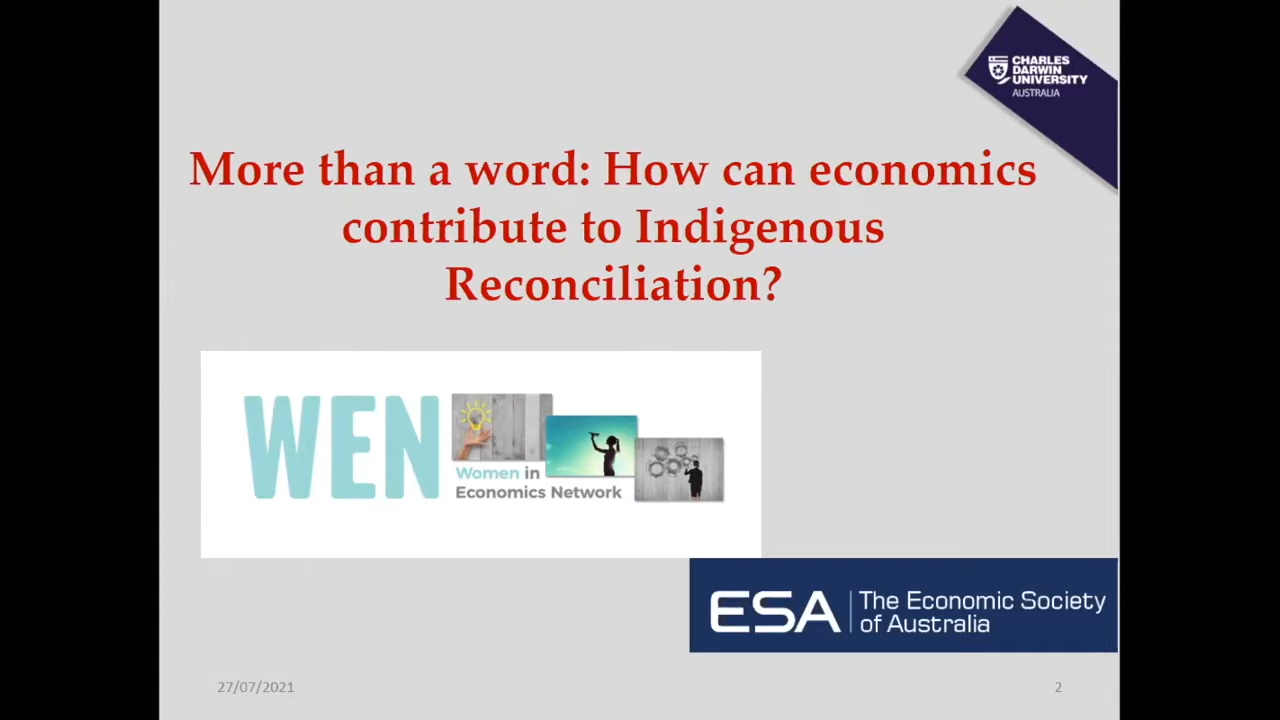 CHARLES
DARWIN
UNIVERSITY
AUSTRALIA
More than a word: How can economics
contribute to Indigenous
Reconciliation?
WEN
Women in
Economics Network
ESA
The Economic Society
of Australia
27/07/2021
2